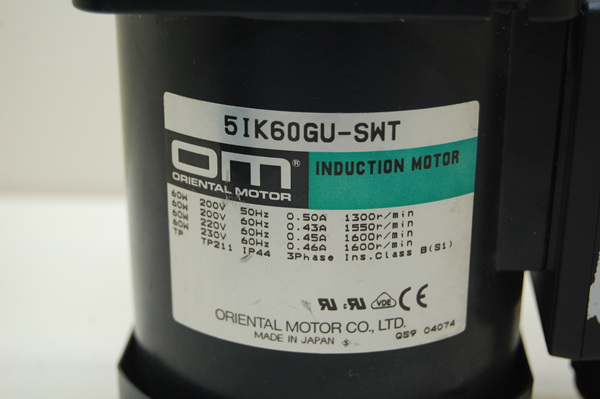 5IK60GU-SWT
OM®
ORIENTAL MOTOR
INDUCTION MOTOR
60W 200V 50Hz 0.50A 1300r/min
60W 200V 60Hz 0.43A 1550r/min
60W 220V 60Hz 0.45A 1600r/min
60W 230V 60Hz 0.46A 1600r/min
TP TP211 IP44 3Phase Ins.Class B(S1)
VDE CE
ORIENTAL MOTOR CO., LTD.
MADE IN JAPAN
QS9 04074